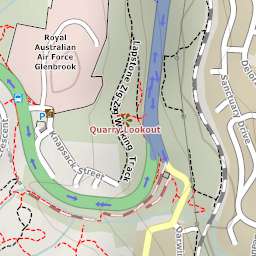 Royal
Australian
Air Force
Glenbrook
Lapstone Zig Zag Walking Track
Sanctuary Drive
P
Quarry Lookout
Knapsack Street